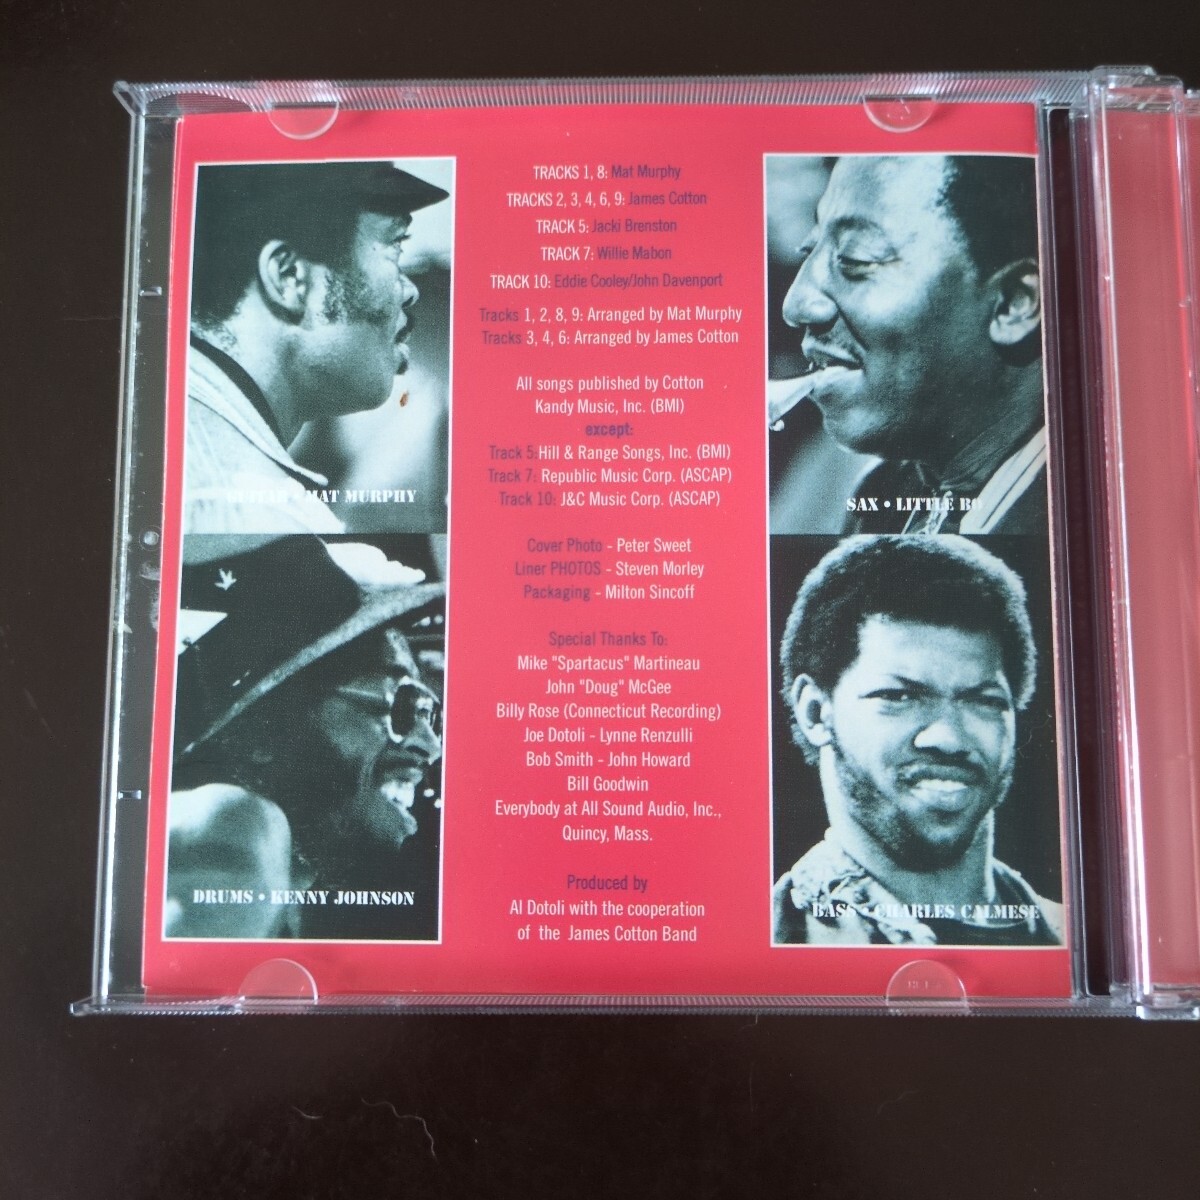 TRACKS 1, 8: Mat Murphy
TRACKS 2, 3, 4, 6, 9: James Cotton
TRACK 5: Jacki Brenston
TRACK 7: Willie Mabon
TRACK 10: Eddie Cooley/John Davenport
Tracks 1, 2, 8, 9: Arranged by Mat Murphy
Tracks 3, 4, 6: Arranged by James Cotton
All songs published by Cotton
Kandy Music, Inc. (BMI)
except:
Track 5:Hill & Range Songs, Inc. (BMI)
Track 7: Republic Music Corp. (ASCAP)
Track 10: J&C Music Corp. (ASCAP)
Cover Photo - Peter Sweet
Liner PHOTOS - Steven Morley
Packaging - Milton Sincoff
Special Thanks To:
Mike "Spartacus" Martineau
John "Doug" McGee
Billy Rose (Connecticut Recording)
Joe Dotoli - Lynne Renzulli
Bob Smith - John Howard
Bill Goodwin
Everybody at All Sound Audio, Inc.,
Quincy, Mass.
Produced by
Al Dotoli with the cooperation
of the James Cotton Band
GUITAR • MAT MURPHY
SAX • LITTLE BO
DRUMS • KENNY JOHNSON
BASS • CHARLES CALMESE